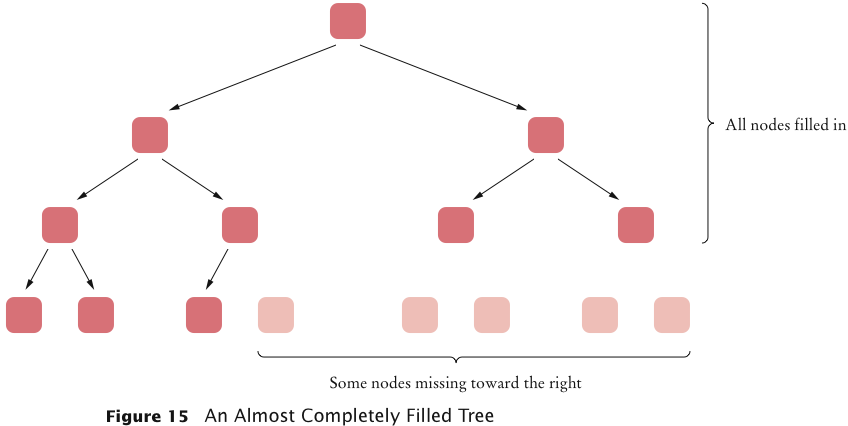 All nodes filled in
Some nodes missing toward the right
Figure 15 An Almost Completely Filled Tree